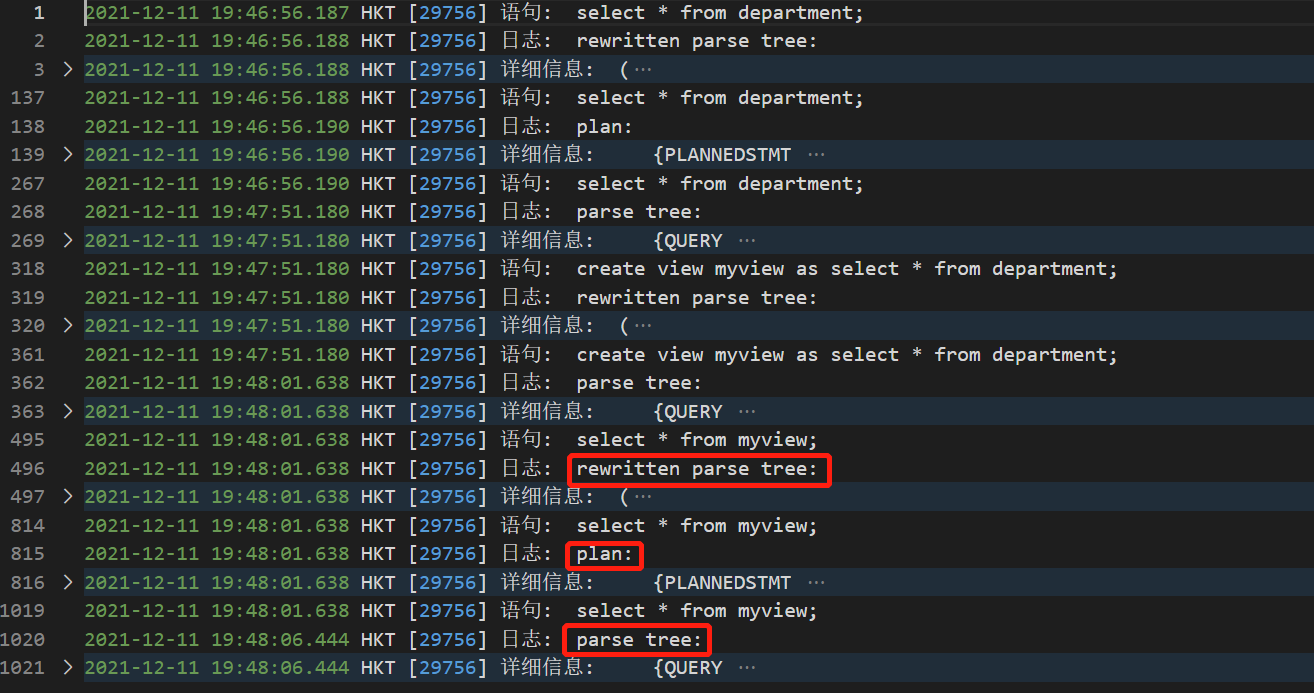 1 2021-12-11 19:46:56.187 HKT [29756] 语句:  select * from department;
2 2021-12-11 19:46:56.188 HKT [29756] 日志:  rewritten parse tree:
3 > 2021-12-11 19:46:56.188 HKT [29756] 详细信息:  (···
137 2021-12-11 19:46:56.188 HKT [29756] 语句:  select * from department;
138 2021-12-11 19:46:56.190 HKT [29756] 日志:  plan:
139 > 2021-12-11 19:46:56.190 HKT [29756] 详细信息:     {PLANNEDSTMT ···
267 2021-12-11 19:46:56.190 HKT [29756] 语句:  select * from department;
268 2021-12-11 19:47:51.180 HKT [29756] 日志:  parse tree:
269 > 2021-12-11 19:47:51.180 HKT [29756] 详细信息:     {QUERY ···
318 2021-12-11 19:47:51.180 HKT [29756] 语句:  create view myview as select * from department;
319 2021-12-11 19:47:51.180 HKT [29756] 日志:  rewritten parse tree:
320 > 2021-12-11 19:47:51.180 HKT [29756] 详细信息:  (···
361 2021-12-11 19:47:51.180 HKT [29756] 语句:  create view myview as select * from department;
362 2021-12-11 19:48:01.638 HKT [29756] 日志:  parse tree:
363 > 2021-12-11 19:48:01.638 HKT [29756] 详细信息:     {QUERY ···
495 2021-12-11 19:48:01.638 HKT [29756] 语句:  select * from myview;
496 2021-12-11 19:48:01.638 HKT [29756] 日志:  rewritten parse tree:
497 > 2021-12-11 19:48:01.638 HKT [29756] 详细信息:  (···
814 2021-12-11 19:48:01.638 HKT [29756] 语句:  select * from myview;
815 2021-12-11 19:48:01.638 HKT [29756] 日志:  plan:
816 > 2021-12-11 19:48:01.638 HKT [29756] 详细信息:     {PLANNEDSTMT ···
1019 2021-12-11 19:48:01.638 HKT [29756] 语句:  select * from myview;
1020 2021-12-11 19:48:06.444 HKT [29756] 日志:  parse tree:
1021 > 2021-12-11 19:48:06.444 HKT [29756] 详细信息:     {QUERY ···